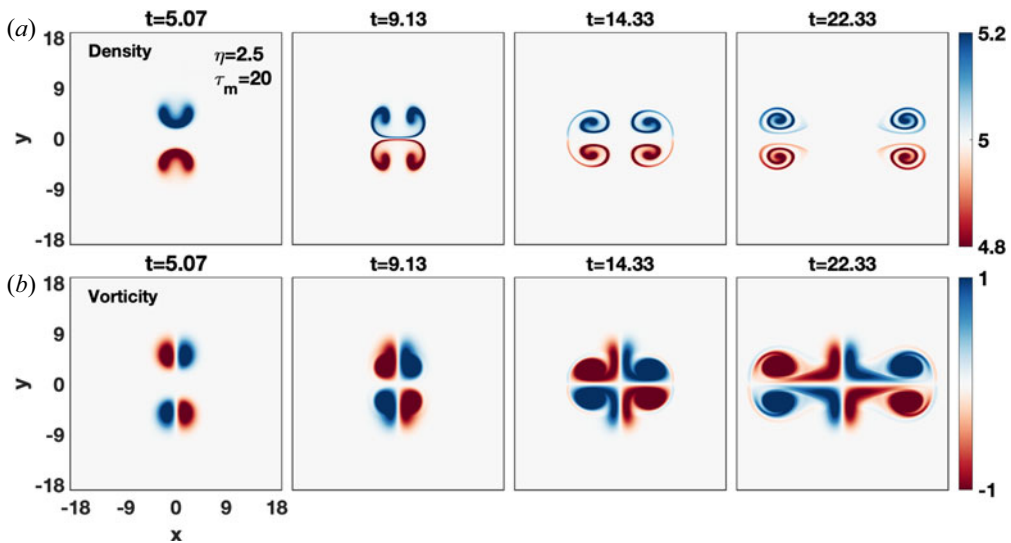 t=5.07 t=9.13 t=14.33 t=22.33
(a) 18 Density η=2.5 5.2
τm=20
9
y 0 5
-9
-18 4.8
t=5.07 t=9.13 t=14.33 t=22.33
(b) 18 Vorticity 1
9
y 0 0
-9
-18 -1
-18 -9 0 9 18
x